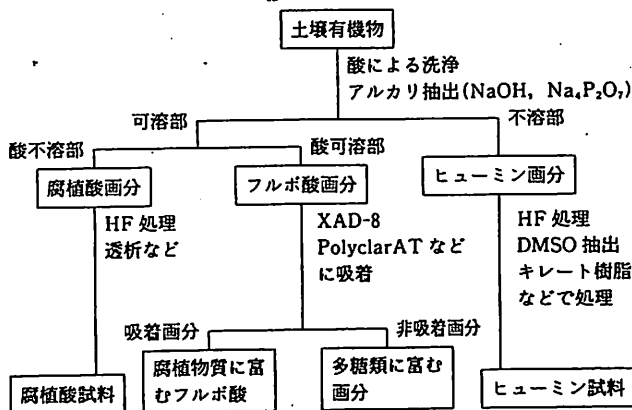 土壌有機物
酸による洗浄
アルカリ抽出(NaOH, Na₄P₂O₇)
可溶部
不溶部
酸不溶部
酸可溶部
腐植酸画分
フルボ酸画分
ヒューミン画分
HF 処理
透析など
XAD-8
PolyclarAT など
に吸着
HF 処理
DMSO 抽出
キレート樹脂
などで処理
吸着画分
非吸着画分
腐植酸試料
腐植物質に富
むフルボ酸
多糖類に富む
画分
ヒューミン試料